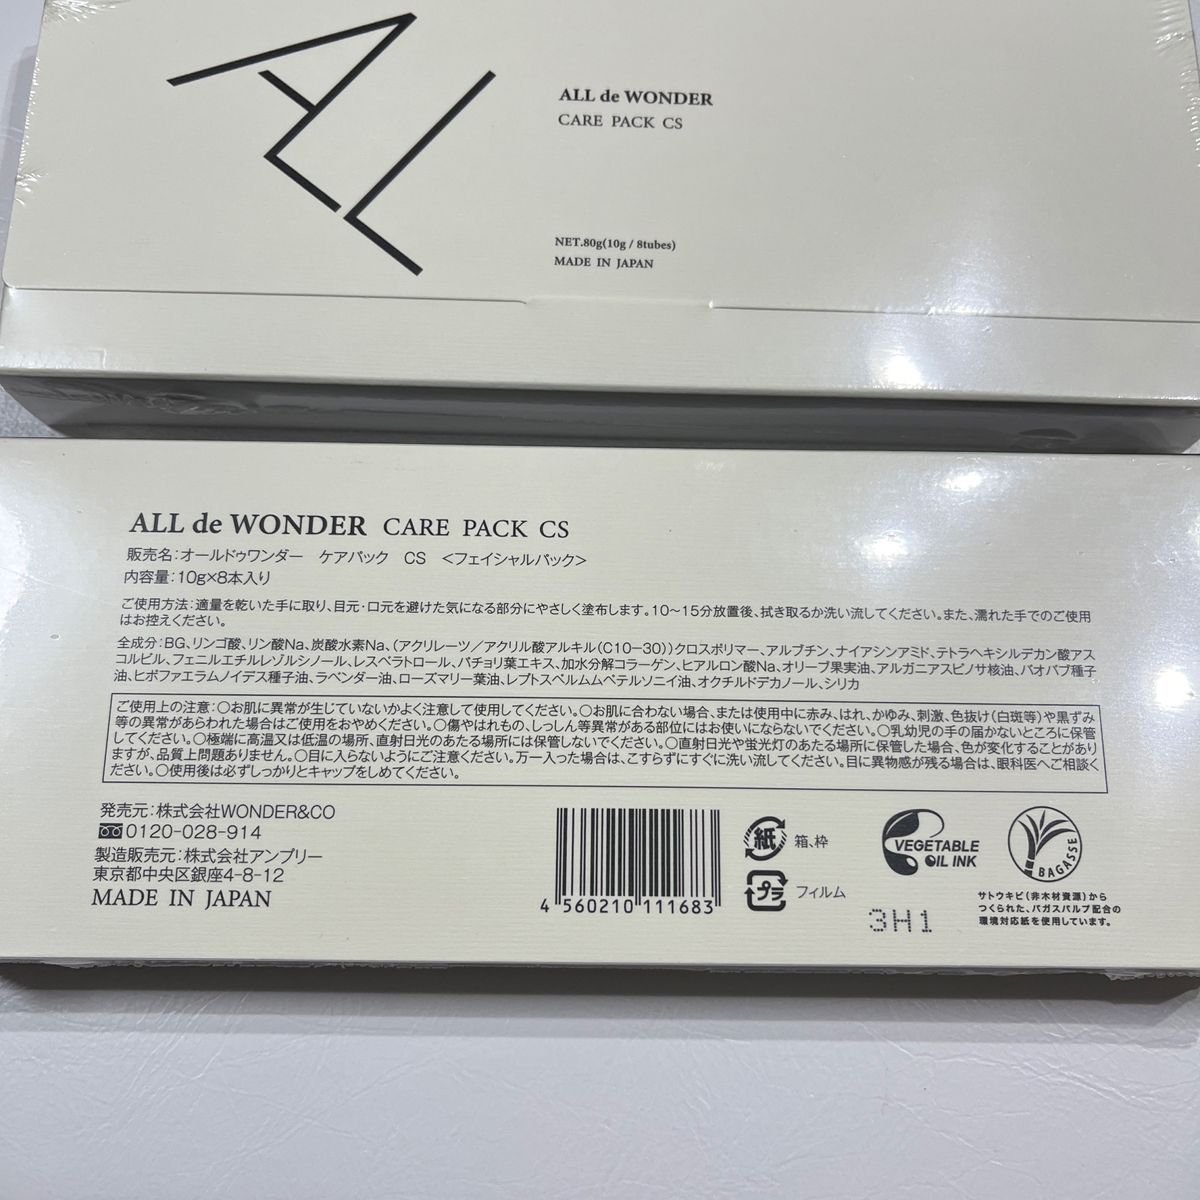 ALL
ALL de WONDER
CARE PACK CS
NET.80g(10g / 8tubes)
MADE IN JAPAN
ALL de WONDER CARE PACK CS
販売名:オールドゥワンダー ケアパック CS <フェイシャルパック>
内容量:10g×8本入り
ご使用方法:適量を乾いた手に取り、目元・口元を避けた気になる部分にやさしく塗布します。10〜15分放置後、拭き取るか洗い流してください。また、濡れた手でのご使用
はお控えください。
全成分:BG、リンゴ酸、リン酸Na、炭酸水素Na、(アクリレーツ/アクリル酸アルキル(C10-30))クロスポリマー、アルブチン、ナイアシンアミド、テトラヘキシルデカン酸アス
コルビル、フェニルエチルレゾルシノール、レスベラトロール、パチョリ葉エキス、加水分解コラーゲン、ヒアルロン酸Na、オリーブ果実油、アルガニアスピノサ核油、バオバブ種子
油、ヒポファエラムノイデス種子油、ラベンダー油、ローズマリー葉油、レプトスペルムムペテルソニイ油、オクチルドデカノール、シリカ
ご使用上の注意:○お肌に異常が生じていないかよく注意して使用してください。○お肌に合わない場合、または使用中に赤み、はれ、かゆみ、刺激、色抜け(白斑等)や黒ずみ
等の異常があらわれた場合はご使用をおやめください。○傷やはれもの、しっしん等異常がある部位にはお使いにならないでください。○乳幼児の手の届かないところに保管
してください。○極端に高温又は低温の場所、直射日光のあたる場所には保管しないでください。○直射日光や蛍光灯のあたる場所に保管した場合、色が変化することがあり
ますが、品質上問題ありません。○目に入らないようにご注意ください。万一入った場合は、こすらずにすぐに洗い流してください。目に異物感が残る場合は、眼科医へご相談く
ださい。○使用後は必ずしっかりとキャップをしめてください。
発売元:株式会社WONDER&CO
0120-028-914
製造販売元:株式会社アンブリー
東京都中央区銀座4-8-12
MADE IN JAPAN
4 560210 111683
紙 箱、枠
プラ フィルム
VEGETABLE
OIL INK
3H1
BAGASSE
サトウキビ(非木材資源)から
つくられた、バガスパルプ配合の
環境対応紙を使用しています。